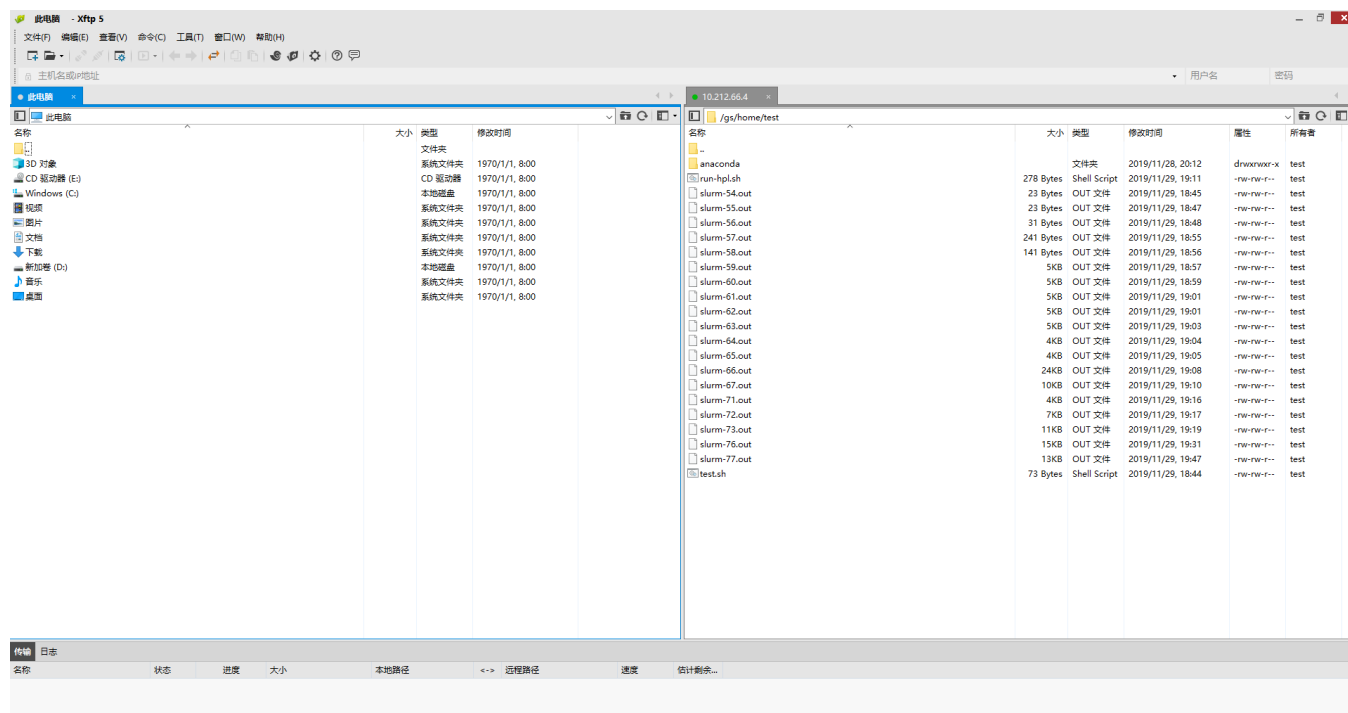 此电脑 - Xftp 5
文件(F) 编辑(E) 查看(V) 命令(C) 工具(T) 窗口(W) 帮助(H)
主机名或IP地址 用户名 密码
此电脑 × 10.212.66.4 ×
此电脑 /gs/home/test
名称 大小 类型 修改时间
.. 文件夹
3D 对象 系统文件夹 1970/1/1, 8:00
CD 驱动器 (E:) CD 驱动器 1970/1/1, 8:00
Windows (C:) 本地磁盘 1970/1/1, 8:00
视频 系统文件夹 1970/1/1, 8:00
图片 系统文件夹 1970/1/1, 8:00
文档 系统文件夹 1970/1/1, 8:00
下载 系统文件夹 1970/1/1, 8:00
新加卷 (D:) 本地磁盘 1970/1/1, 8:00
音乐 系统文件夹 1970/1/1, 8:00
桌面 系统文件夹 1970/1/1, 8:00
名称 大小 类型 修改时间 属性 所有者
..
anaconda 文件夹 2019/11/28, 20:12 drwxrwxr-x test
run-hpl.sh 278 Bytes Shell Script 2019/11/29, 19:11 -rw-rw-r-- test
slurm-54.out 23 Bytes OUT 文件 2019/11/29, 18:45 -rw-rw-r-- test
slurm-55.out 23 Bytes OUT 文件 2019/11/29, 18:47 -rw-rw-r-- test
slurm-56.out 31 Bytes OUT 文件 2019/11/29, 18:48 -rw-rw-r-- test
slurm-57.out 241 Bytes OUT 文件 2019/11/29, 18:55 -rw-rw-r-- test
slurm-58.out 141 Bytes OUT 文件 2019/11/29, 18:56 -rw-rw-r-- test
slurm-59.out 5KB OUT 文件 2019/11/29, 18:57 -rw-rw-r-- test
slurm-60.out 5KB OUT 文件 2019/11/29, 18:59 -rw-rw-r-- test
slurm-61.out 5KB OUT 文件 2019/11/29, 19:01 -rw-rw-r-- test
slurm-62.out 5KB OUT 文件 2019/11/29, 19:01 -rw-rw-r-- test
slurm-63.out 5KB OUT 文件 2019/11/29, 19:03 -rw-rw-r-- test
slurm-64.out 4KB OUT 文件 2019/11/29, 19:04 -rw-rw-r-- test
slurm-65.out 4KB OUT 文件 2019/11/29, 19:05 -rw-rw-r-- test
slurm-66.out 24KB OUT 文件 2019/11/29, 19:08 -rw-rw-r-- test
slurm-67.out 10KB OUT 文件 2019/11/29, 19:10 -rw-rw-r-- test
slurm-71.out 4KB OUT 文件 2019/11/29, 19:16 -rw-rw-r-- test
slurm-72.out 7KB OUT 文件 2019/11/29, 19:17 -rw-rw-r-- test
slurm-73.out 11KB OUT 文件 2019/11/29, 19:19 -rw-rw-r-- test
slurm-76.out 15KB OUT 文件 2019/11/29, 19:31 -rw-rw-r-- test
slurm-77.out 13KB OUT 文件 2019/11/29, 19:47 -rw-rw-r-- test
test.sh 73 Bytes Shell Script 2019/11/29, 18:44 -rw-rw-r-- test
传输 日志
名称 状态 进度 大小 本地路径 <-> 远程路径 速度 估计剩余...